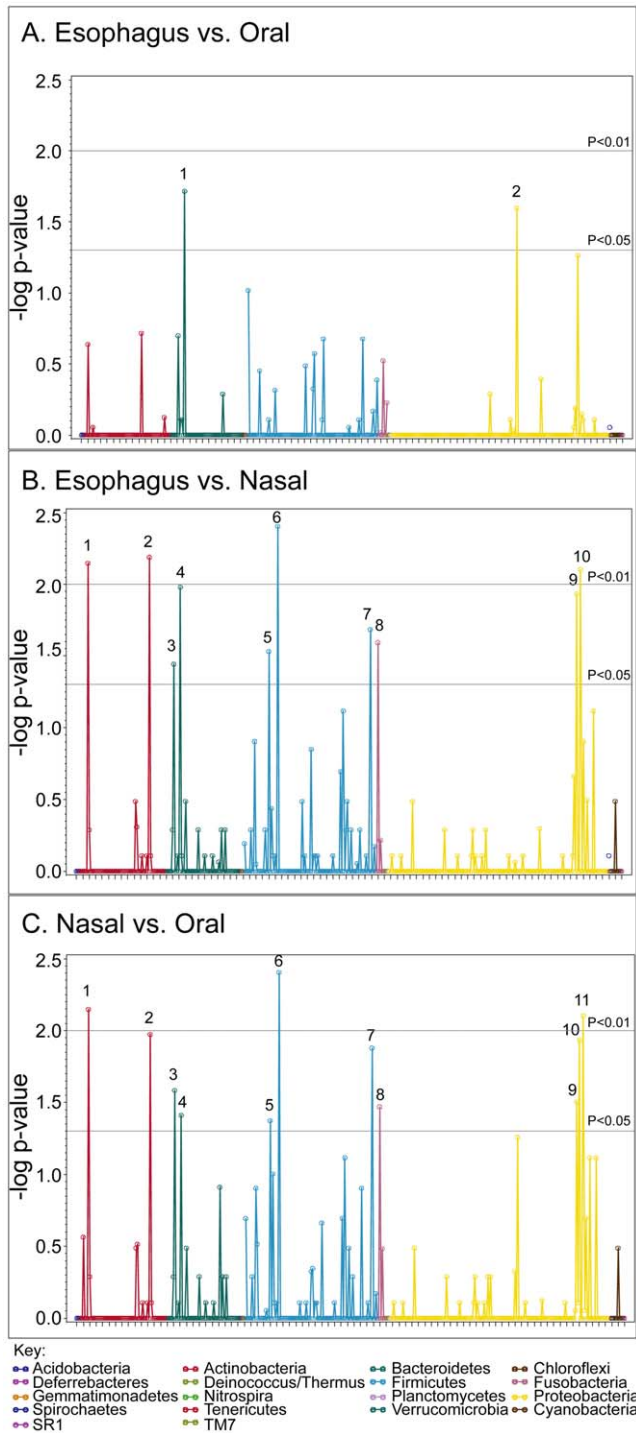 A. Esophagus vs. Oral
2.5
P<0.01
2.0
1
2
1.5
P<0.05
-log p-value
1.0
0.5
0.0
B. Esophagus vs. Nasal
2.5
6
1
2
10
4
9
P<0.01
2.0
7
8
3
5
1.5
P<0.05
-log p-value
1.0
0.5
0.0
C. Nasal vs. Oral
2.5
6
1
11
2
10
P<0.01
2.0
7
3
8
9
4
5
1.5
P<0.05
-log p-value
1.0
0.5
0.0
Key:
Acidobacteria Actinobacteria Bacteroidetes Chloroflexi
Deferrebacteres Deinococcus/Thermus Firmicutes Fusobacteria
Gemmatimonadetes Nitrospira Planctomycetes Proteobacteria
Spirochaetes Tenericutes Verrucomicrobia Cyanobacteria
SR1 TM7